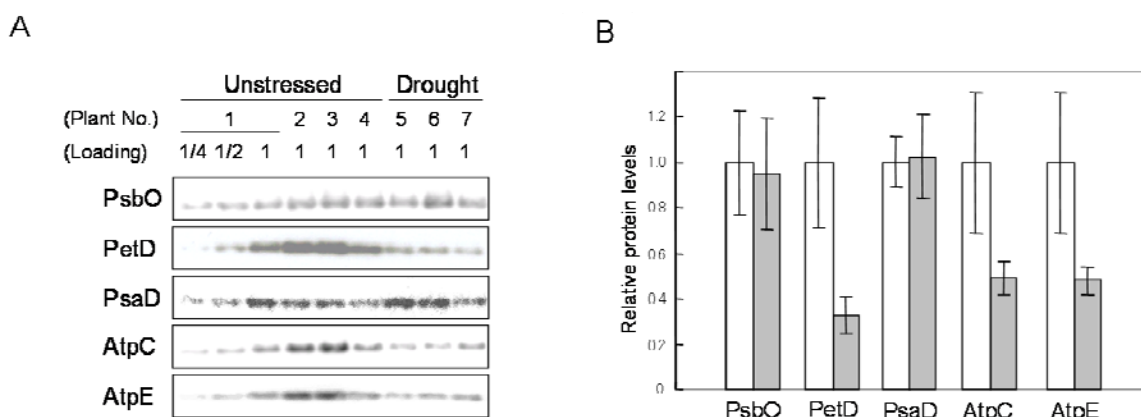 A
Unstressed Drought
(Plant No.) 1 2 3 4 5 6 7
(Loading) 1/4 1/2 1 1 1 1 1 1 1
PsbO
PetD
PsaD
AtpC
AtpE
B
Relative protein levels
1.2
1.0
0.8
0.6
0.4
0.2
0
PsbO PetD PsaD AtpC AtpE